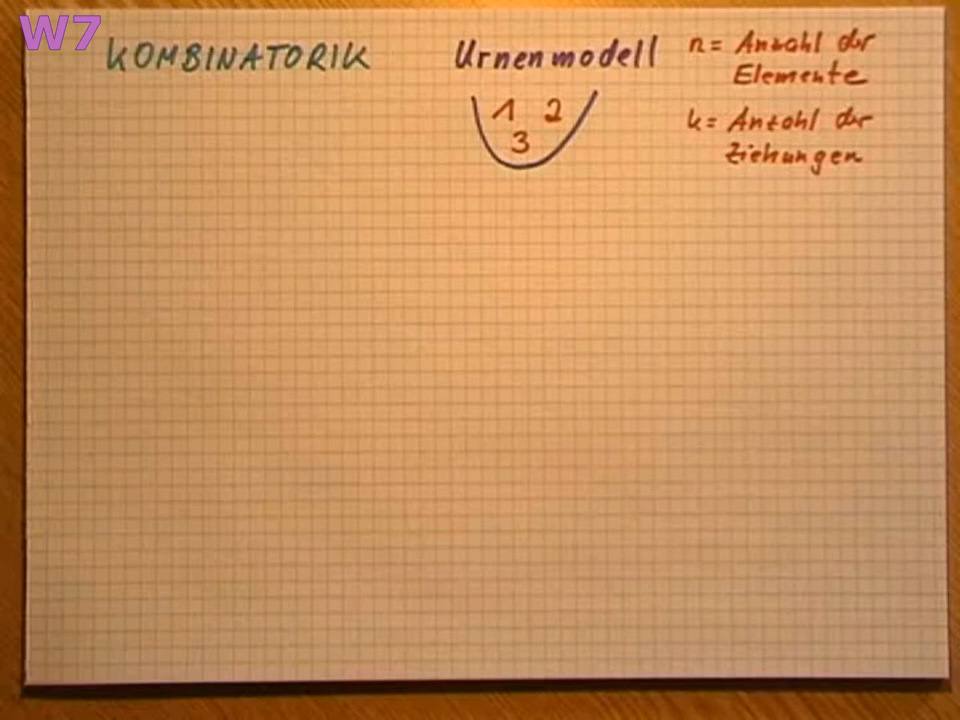 W7
KOMBINATORIK
Urnenmodell
1 2
3
n = Anzahl der
Elemente
k = Anzahl der
Ziehungen